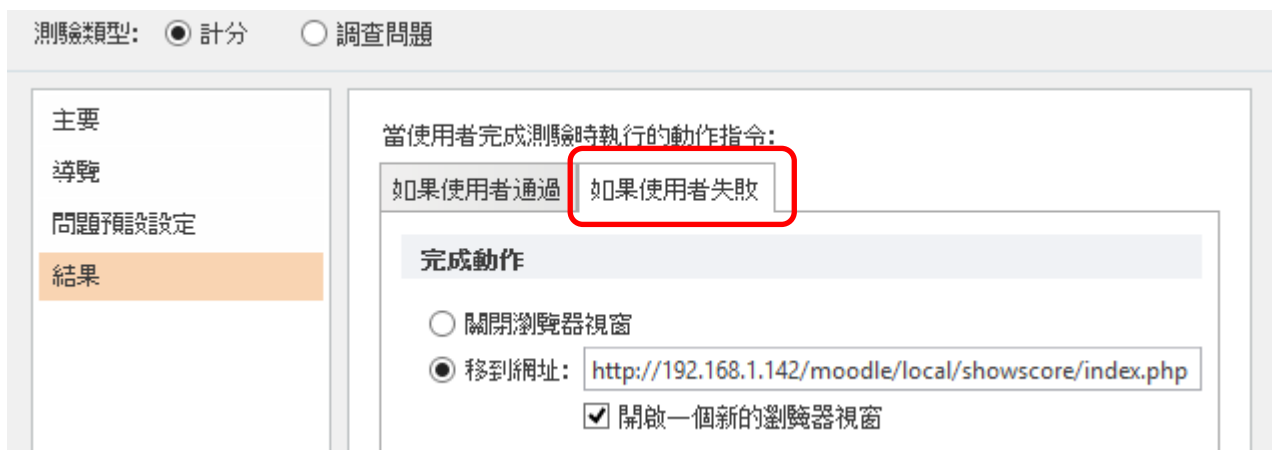 測驗類型: 計分 調查問題
主要
導覽
問題預設設定
結果
當使用者完成測驗時執行的動作指令:
如果使用者通過 如果使用者失敗
完成動作
關閉瀏覽器視窗
移到網址: http://192.168.1.142/moodle/local/showscore/index.php
開啟一個新的瀏覽器視窗